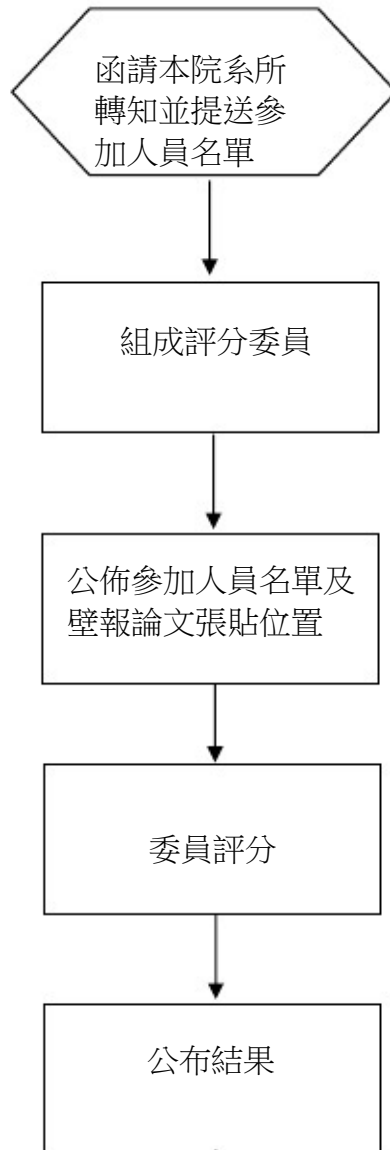 函請本院系所
轉知並提送參
加人員名單
組成評分委員
公佈參加人員名單及
壁報論文張貼位置
委員評分
公布結果